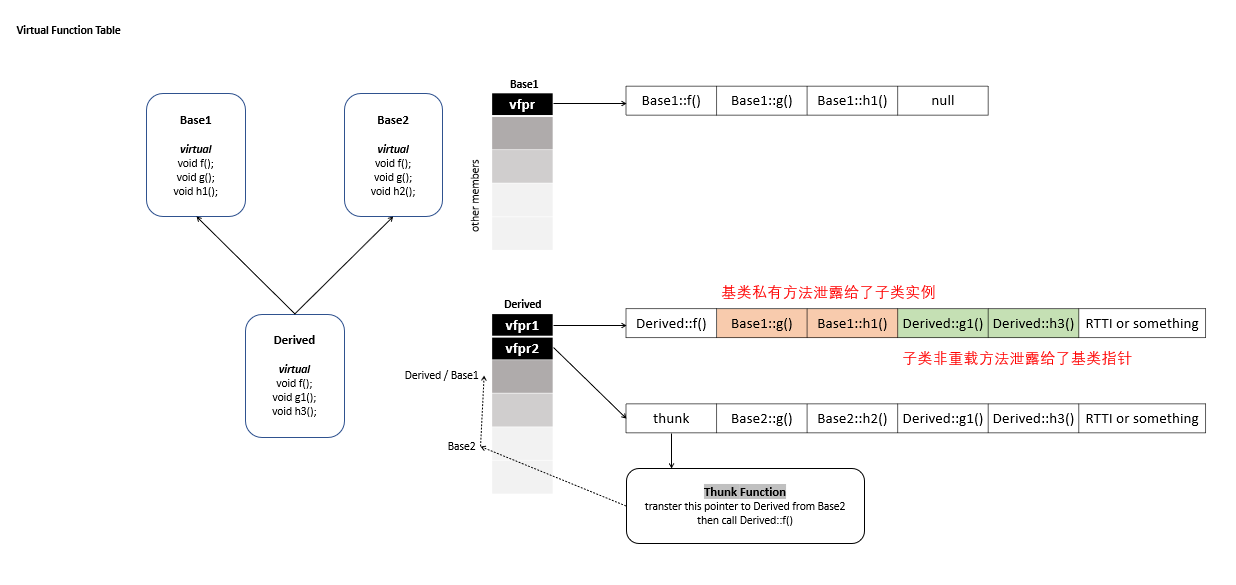 Virtual Function Table
Base1
virtual
void f();
void g();
void h1();
Base2
virtual
void f();
void g();
void h2();
Derived
virtual
void f();
void g1();
void h3();
Base1
vfpr
other members
Base1::f() Base1::g() Base1::h1() null
基类私有方法泄露给了子类实例
Derived
vfpr1
vfpr2
Derived::f() Base1::g() Base1::h1() Derived::g1() Derived::h3() RTTI or something
子类非重载方法泄露给了基类指针
Derived / Base1
Base2
thunk Base2::g() Base2::h2() Derived::g1() Derived::h3() RTTI or something
Thunk Function
transter this pointer to Derived from Base2
then call Derived::f()